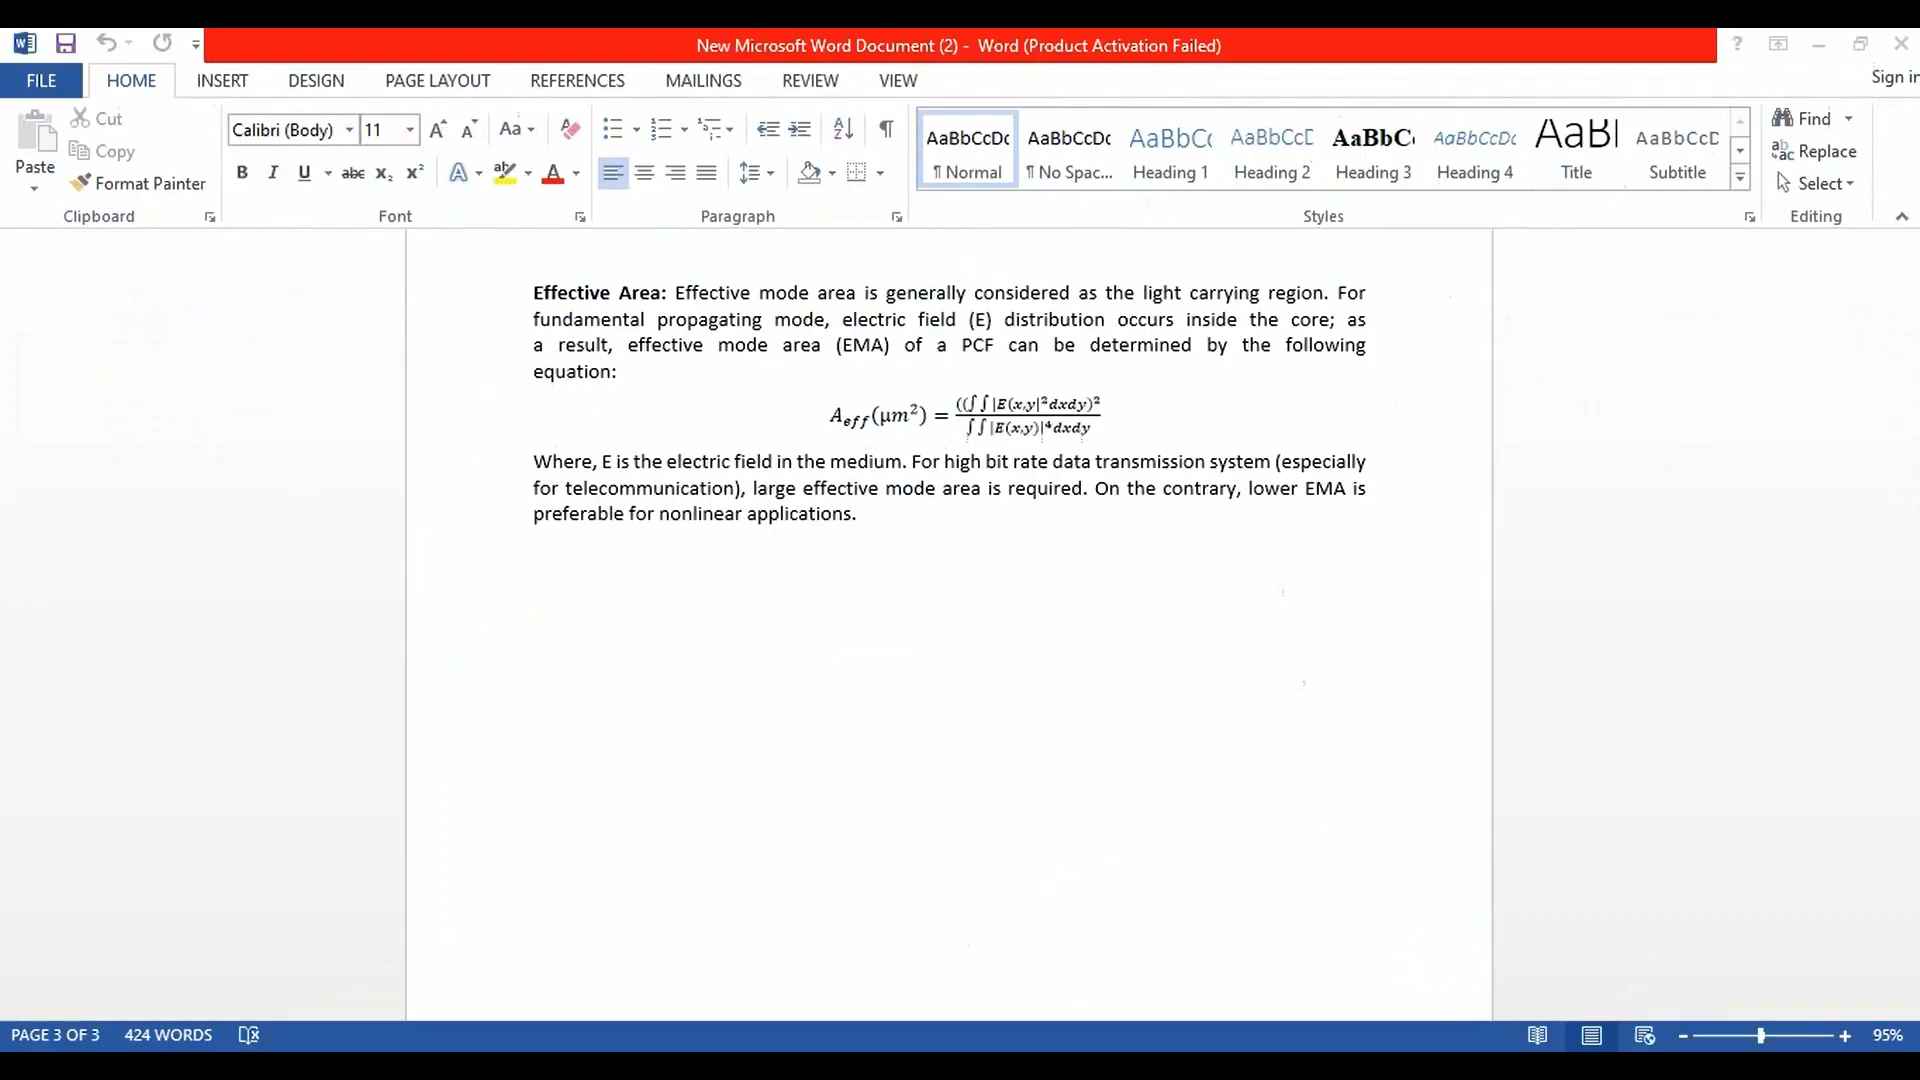 New Microsoft Word Document (2) - Word (Product Activation Failed)
?
FILE HOME INSERT DESIGN PAGE LAYOUT REFERENCES MAILINGS REVIEW VIEW
Sign in
Paste
Cut
Copy
Format Painter
Clipboard
Calibri (Body) 11
Font
Paragraph
AaBbCcDc AaBbCcDc AaBbC( AaBbCcD AaBbC AaBbCcDc AaBl AaBbCcD
¶ Normal ¶ No Spac... Heading 1 Heading 2 Heading 3 Heading 4 Title Subtitle
Styles
Find
Replace
Select
Editing
Effective Area: Effective mode area is generally considered as the light carrying region. For
fundamental propagating mode, electric field (E) distribution occurs inside the core; as
a result, effective mode area (EMA) of a PCF can be determined by the following
equation:
A_eff(μm²) = ((∫∫|E(x,y|²dxdy)² / ∫∫|E(x,y)|⁴dxdy
Where, E is the electric field in the medium. For high bit rate data transmission system (especially
for telecommunication), large effective mode area is required. On the contrary, lower EMA is
preferable for nonlinear applications.
PAGE 3 OF 3 424 WORDS
95%